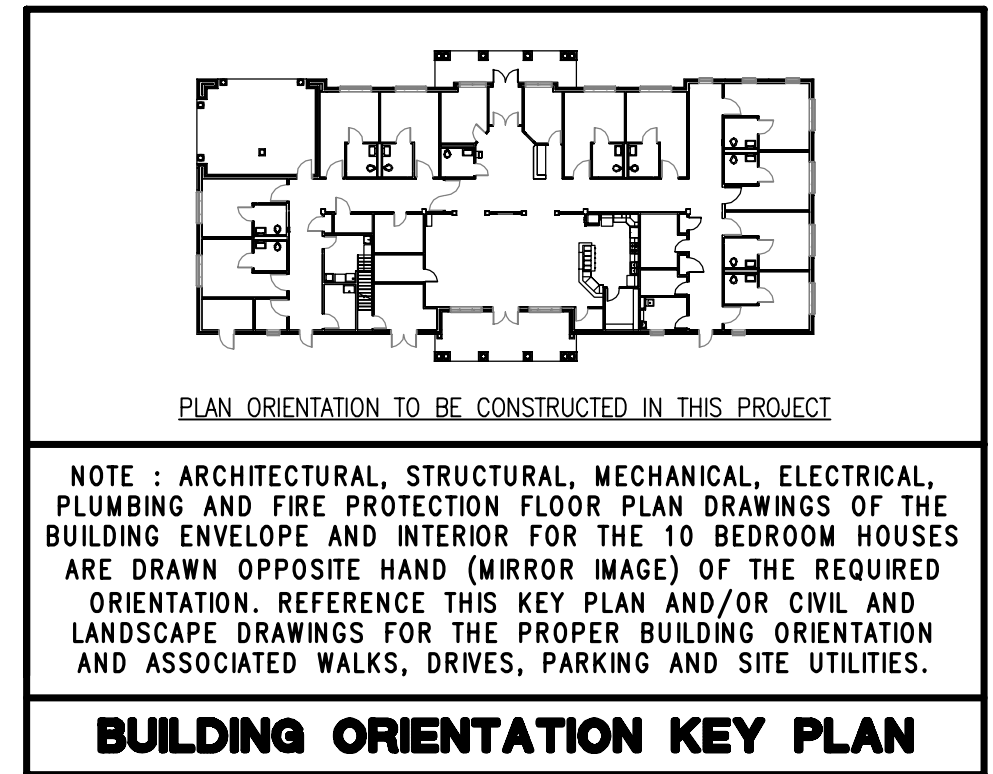 PLAN ORIENTATION TO BE CONSTRUCTED IN THIS PROJECT
NOTE : ARCHITECTURAL, STRUCTURAL, MECHANICAL, ELECTRICAL,
PLUMBING AND FIRE PROTECTION FLOOR PLAN DRAWINGS OF THE
BUILDING ENVELOPE AND INTERIOR FOR THE 10 BEDROOM HOUSES
ARE DRAWN OPPOSITE HAND (MIRROR IMAGE) OF THE REQUIRED
ORIENTATION. REFERENCE THIS KEY PLAN AND/OR CIVIL AND
LANDSCAPE DRAWINGS FOR THE PROPER BUILDING ORIENTATION
AND ASSOCIATED WALKS, DRIVES, PARKING AND SITE UTILITIES.
BUILDING ORIENTATION KEY PLAN